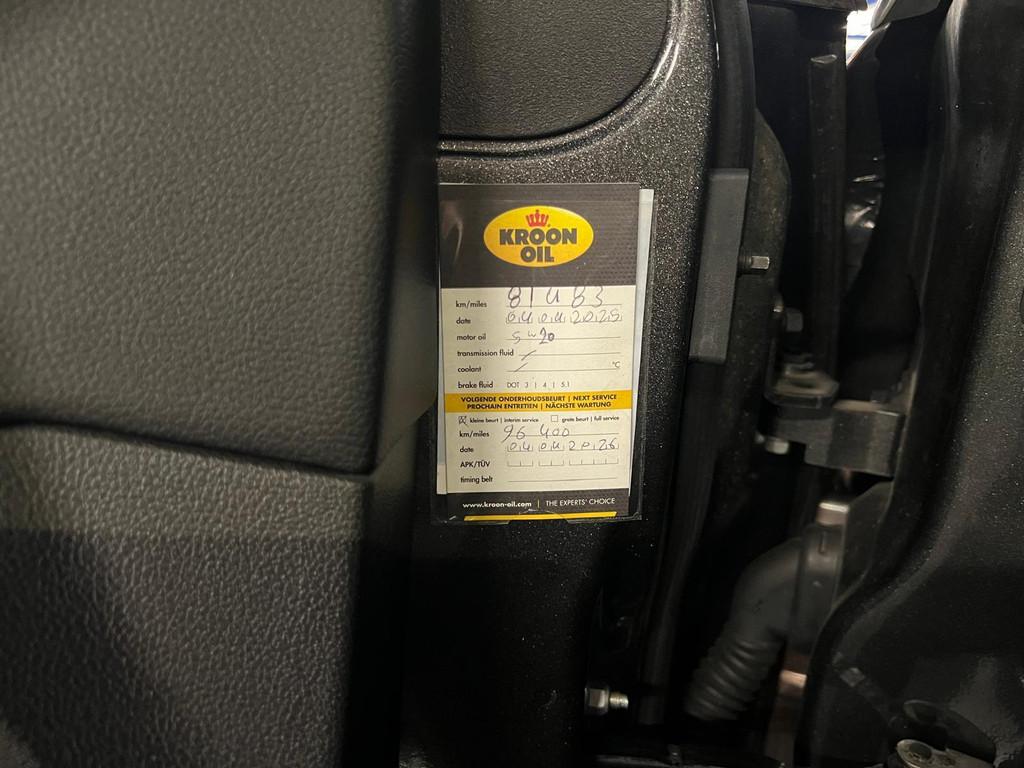 KROON
OIL
km/miles 81483
date 04 04 2025
motor oil 5w20
transmission fluid /
coolant / °C
brake fluid DOT 3 | 4 | 5.1
VOLGENDE ONDERHOUDSBEURT | NEXT SERVICE
PROCHAIN ENTRETIEN | NÄCHSTE WARTUNG
☒ kleine beurt | interim service ☐ grote beurt | full service
km/miles 96 400
date 04 04 2026
APK/TÜV
timing belt
www.kroon-oil.com | THE EXPERTS' CHOICE